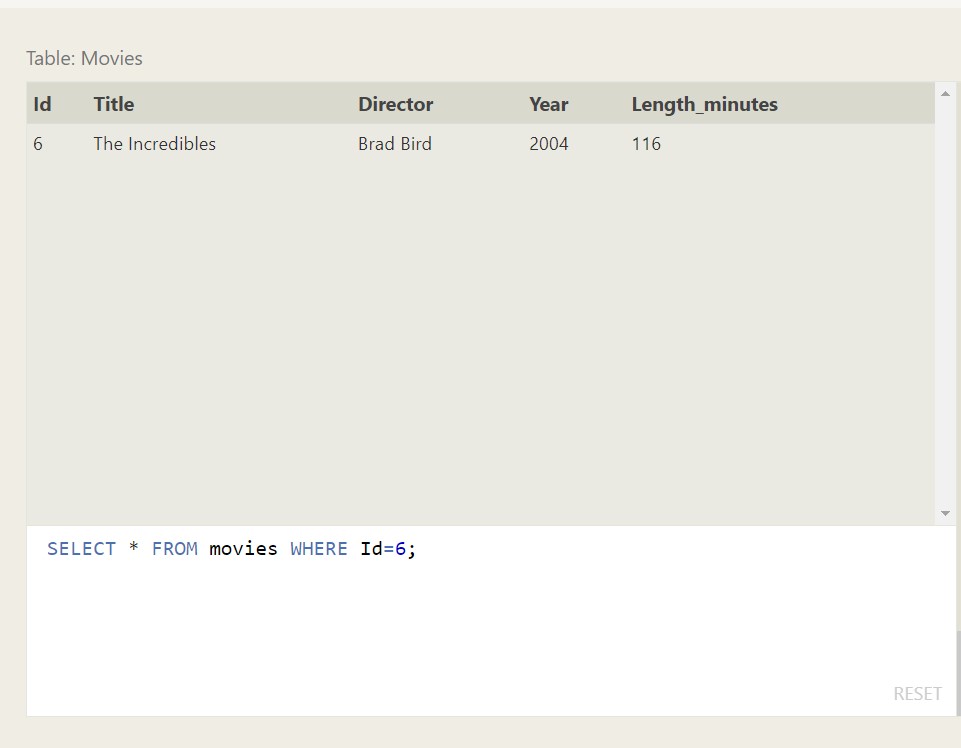 Table: Movies
Id Title Director Year Length_minutes
6 The Incredibles Brad Bird 2004 116
SELECT * FROM movies WHERE Id=6;
RESET